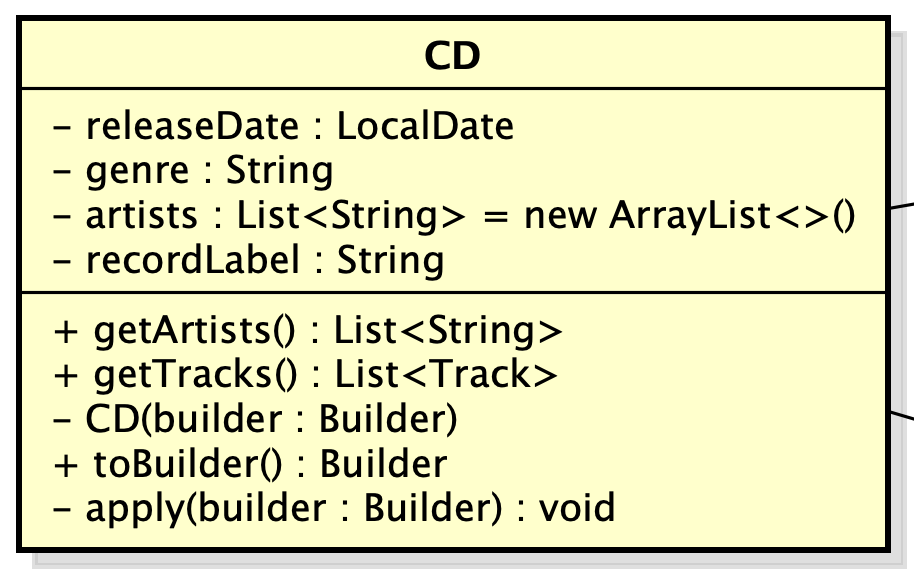 CD
- releaseDate : LocalDate
- genre : String
- artists : List<String> = new ArrayList<>()
- recordLabel : String
+ getArtists() : List<String>
+ getTracks() : List<Track>
- CD(builder : Builder)
+ toBuilder() : Builder
- apply(builder : Builder) : void